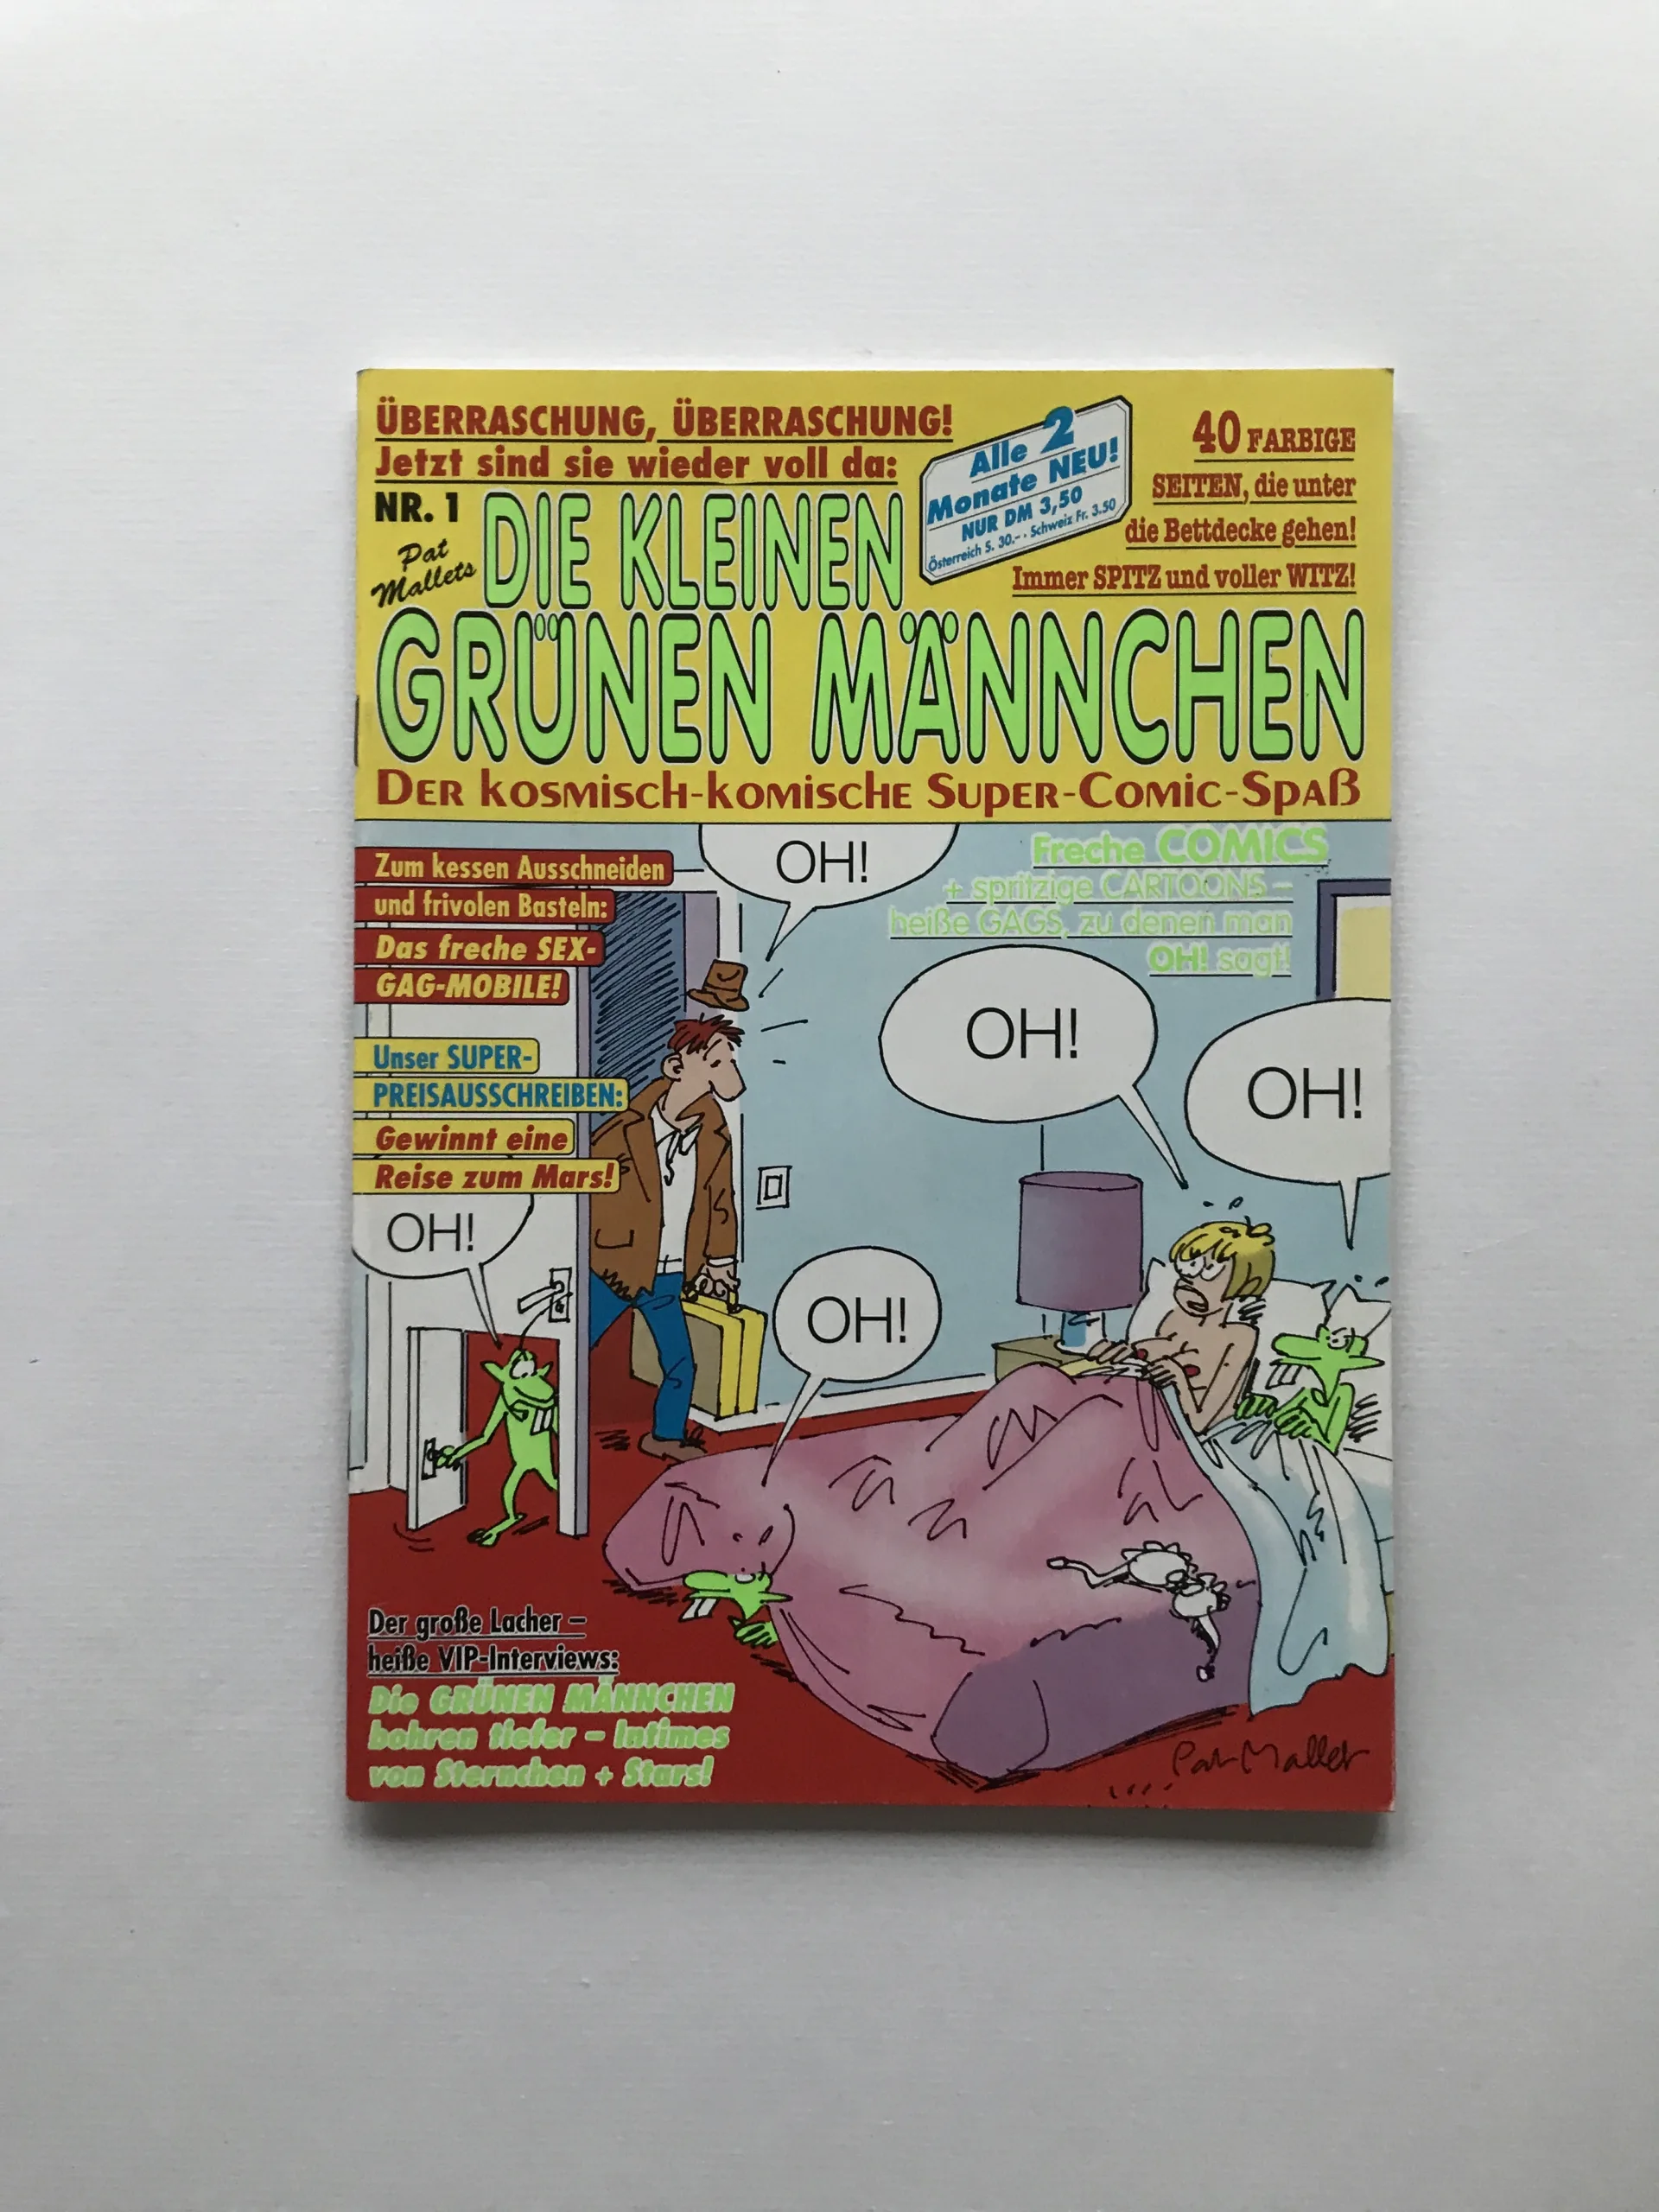 ÜBERRASCHUNG, ÜBERRASCHUNG!
Jetzt sind sie wieder voll da:
Alle 2
Monate NEU!
NUR DM 3,50
Österreich S. 30.- · Schweiz Fr. 3.50
40 FARBIGE
SEITEN, die unter
die Bettdecke gehen!
Immer SPITZ und voller WITZ!
NR. 1
Pat
Mallets
DIE KLEINEN
GRÜNEN MÄNNCHEN
DER KOSMISCH-KOMISCHE SUPER-COMIC-SPAß
OH!
Freche COMICS
+ spritzige CARTOONS –
heiße GAGS, zu denen man
OH! sagt!
Zum kessen Ausschneiden
und frivolen Basteln:
Das freche SEX-
GAG-MOBILE!
Unser SUPER-
PREISAUSSCHREIBEN:
Gewinnt eine
Reise zum Mars!
OH!
OH!
OH!
OH!
Der große Lacher –
heiße VIP-Interviews:
Die GRÜNEN MÄNNCHEN
bohren tiefer – Intimes
von Sternchen + Stars!
Pat Mallet